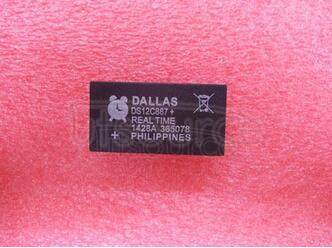 DALLAS
DS12C887+
REAL TIME
1428A 365078
+ PHILIPPINES